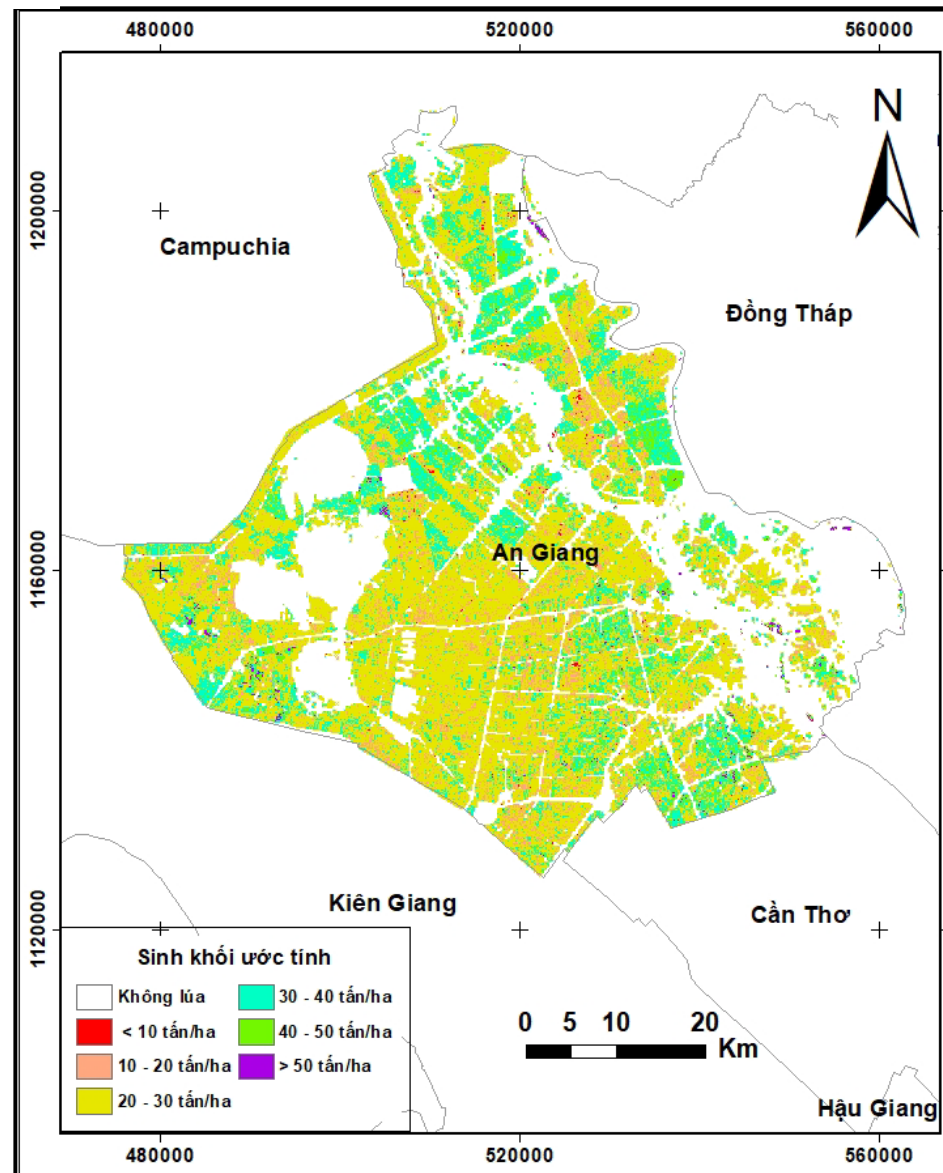 480000 520000 560000
N
1200000
Campuchia
Đồng Tháp
1160000
An Giang
Kiên Giang
Cần Thơ
1120000
Sinh khối ước tính
Không lúa
30 - 40 tấn/ha
< 10 tấn/ha
40 - 50 tấn/ha
10 - 20 tấn/ha
> 50 tấn/ha
20 - 30 tấn/ha
0 5 10 20
Km
Hậu Giang
480000 520000 560000